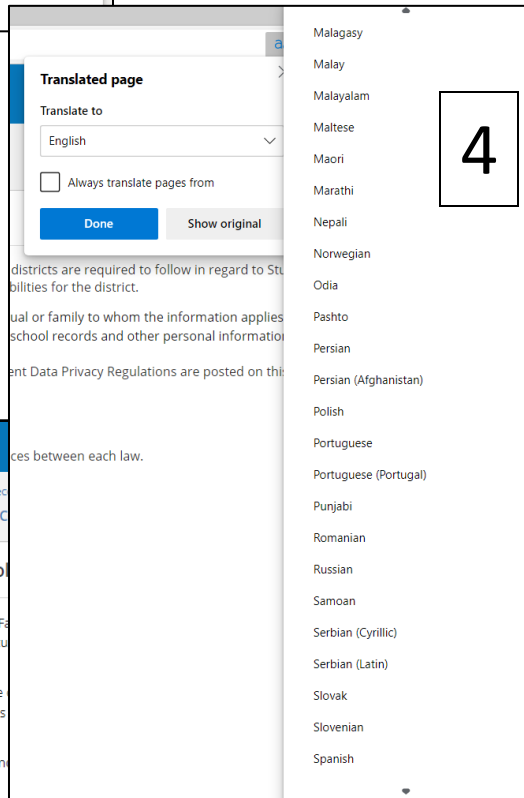 Translated page
Translate to
English
Always translate pages from
Done
Show original
districts are required to follow in regard to
bilities for the district.
ual or family to whom the information applies
school records and other personal
ent Data Privacy Regulations are posted on
ces between each law.
Malagasy
Malay
Malayalam
Maltese
Maori
Marathi
Nepali
Norwegian
Odia
Pashto
Persian
Persian (Afghanistan)
Polish
Portuguese
Portuguese (Portugal)
Punjabi
Romanian
Russian
Samoan
Serbian (Cyrillic)
Serbian (Latin)
Slovak
Slovenian
Spanish
4